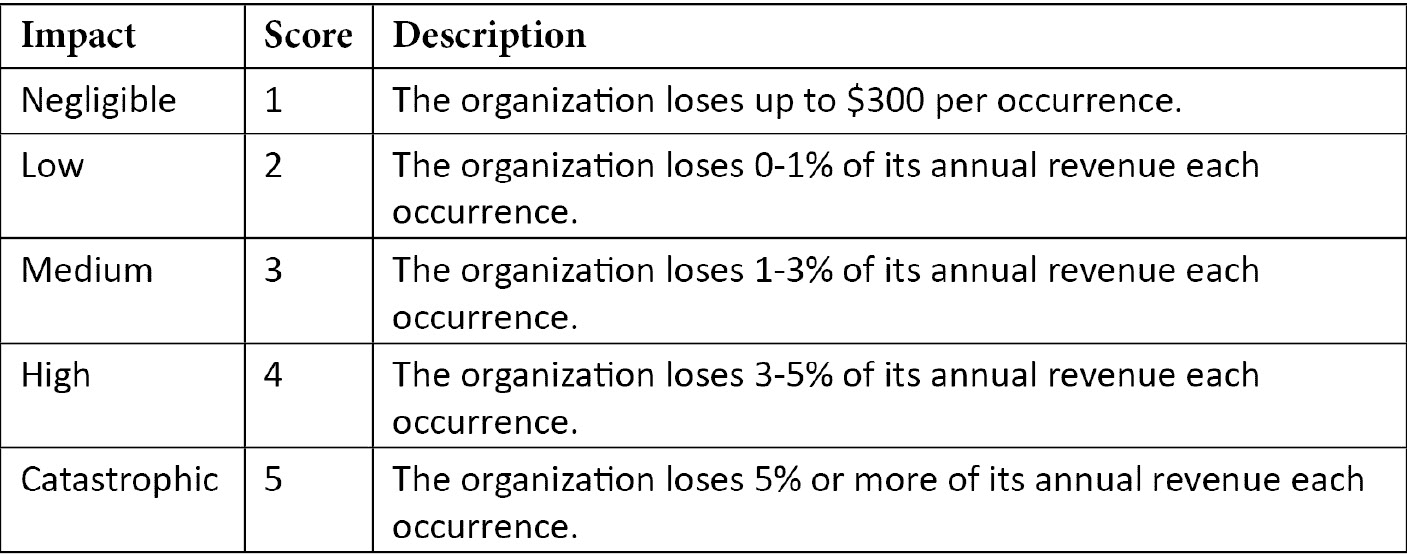 Impact Score Description
Negligible 1 The organization loses up to $300 per occurrence.
Low 2 The organization loses 0-1% of its annual revenue each
occurrence.
Medium 3 The organization loses 1-3% of its annual revenue each
occurrence.
High 4 The organization loses 3-5% of its annual revenue each
occurrence.
Catastrophic 5 The organization loses 5% or more of its annual revenue each
occurrence.